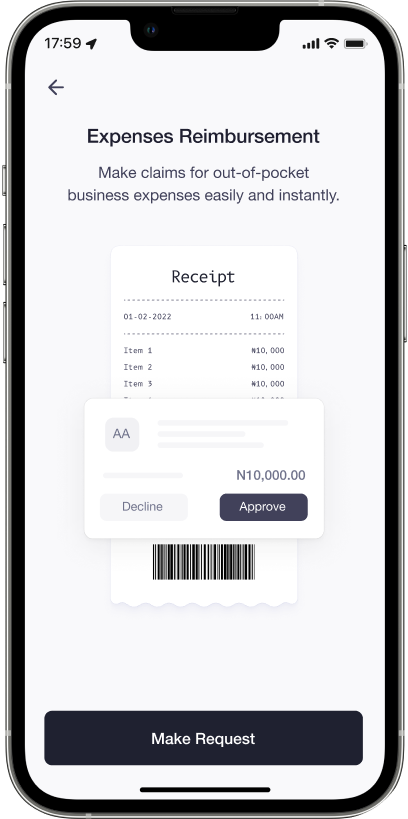 17:59
Expenses Reimbursement
Make claims for out-of-pocket
business expenses easily and instantly.
Receipt
01-02-2022 11:00AM
Item 1 ₦10,000
Item 2 ₦10,000
Item 3 ₦10,000
AA
N10,000.00
Decline Approve
Make Request